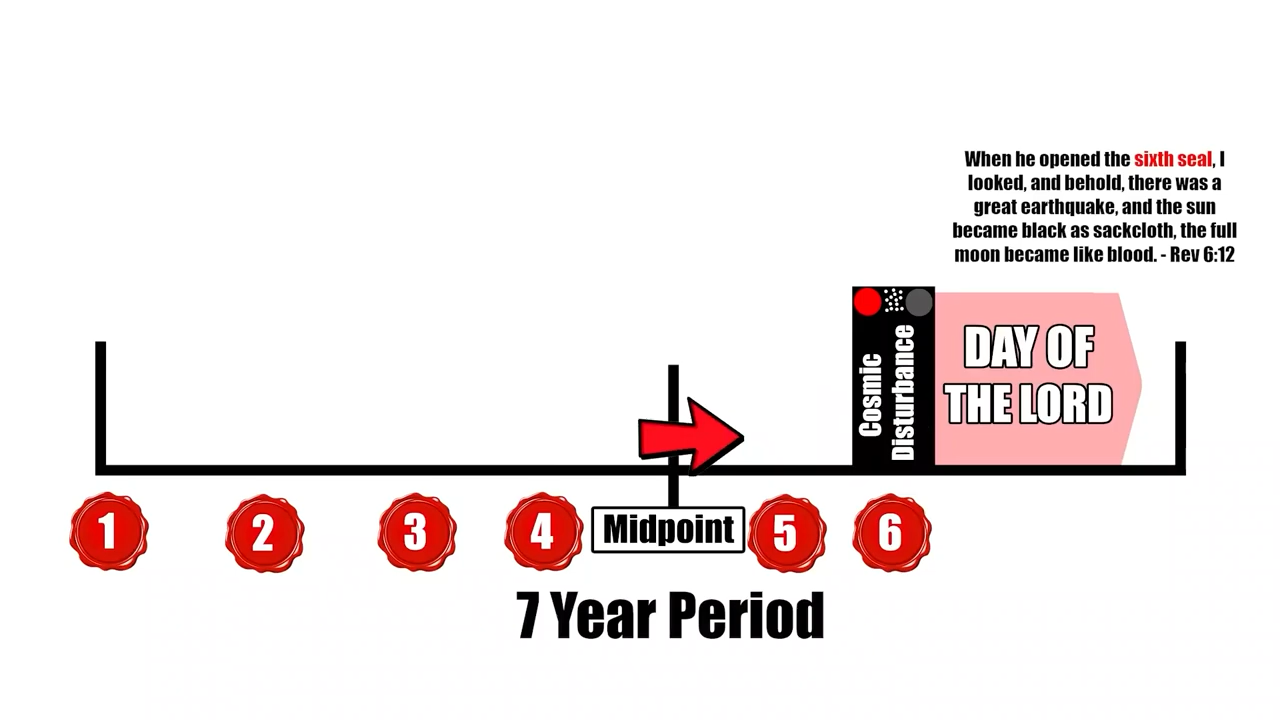 When he opened the sixth seal, I
looked, and behold, there was a
great earthquake, and the sun
became black as sackcloth, the full
moon became like blood. - Rev 6:12
Cosmic
Disturbance
DAY OF
THE LORD
1 2 3 4 Midpoint 5 6
7 Year Period